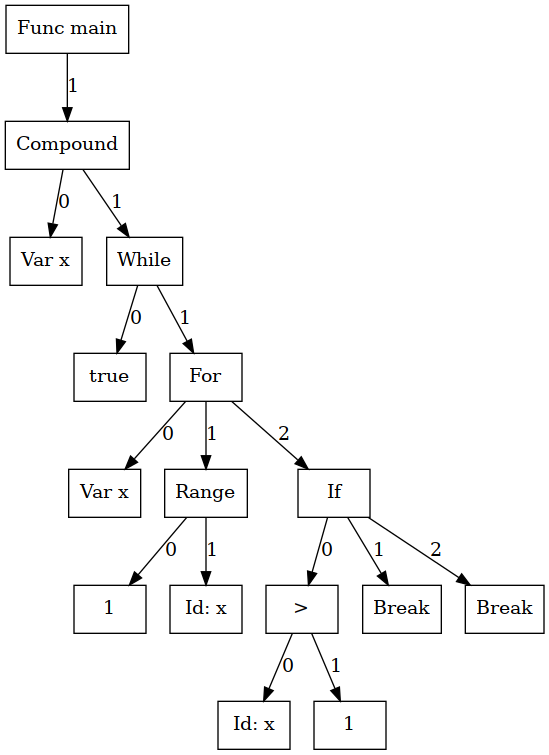 Func main
1
Compound
0
1
Var x
While
0
1
true
For
0
1
2
Var x
Range
If
0
1
0
1
2
1
Id: x
>
Break
Break
0
1
Id: x
1